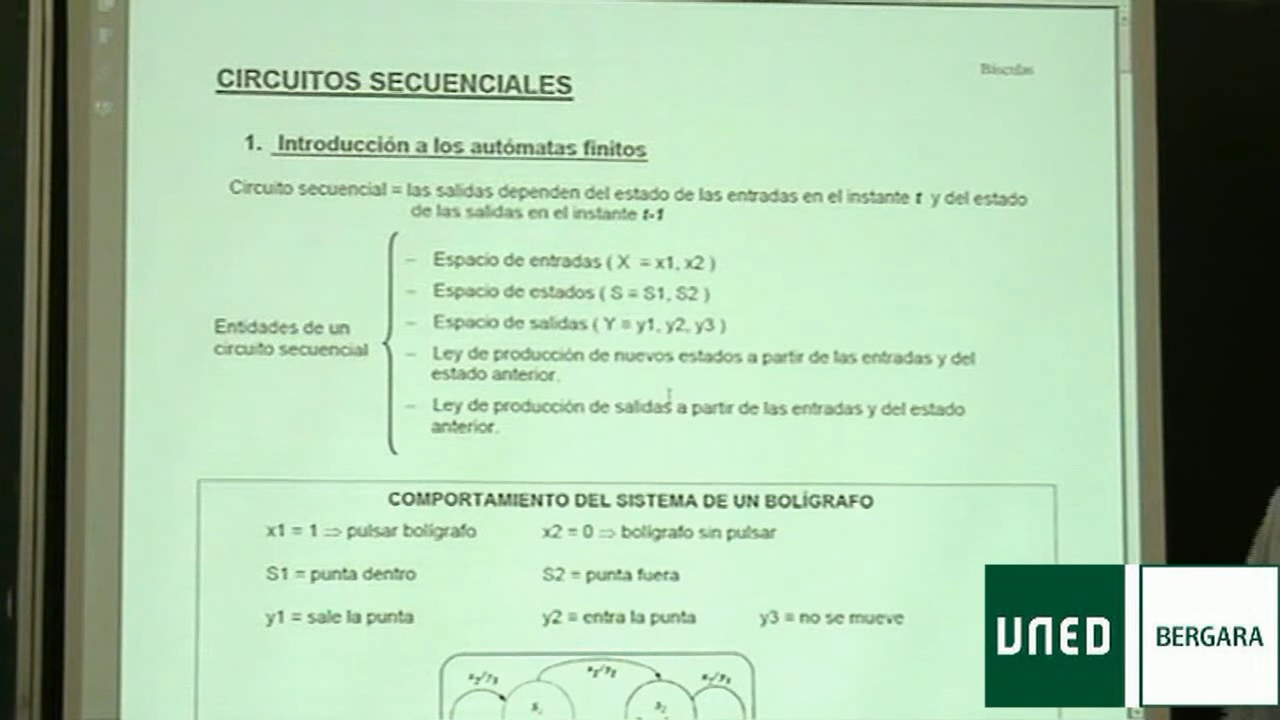 Básculas
CIRCUITOS SECUENCIALES
1. Introducción a los autómatas finitos
Circuito secuencial = las salidas dependen del estado de las entradas en el instante t y del estado
de las salidas en el instante t-1
Entidades de un
circuito secuencial
– Espacio de entradas ( X = x1, x2 )
– Espacio de estados ( S = S1, S2 )
– Espacio de salidas ( Y = y1, y2, y3 )
– Ley de producción de nuevos estados a partir de las entradas y del
estado anterior.
– Ley de producción de salidas a partir de las entradas y del estado
anterior.
COMPORTAMIENTO DEL SISTEMA DE UN BOLÍGRAFO
x1 = 1 => pulsar bolígrafo x2 = 0 => bolígrafo sin pulsar
S1 = punta dentro S2 = punta fuera
y1 = sale la punta y2 = entra la punta y3 = no se mueve
UNED
BERGARA